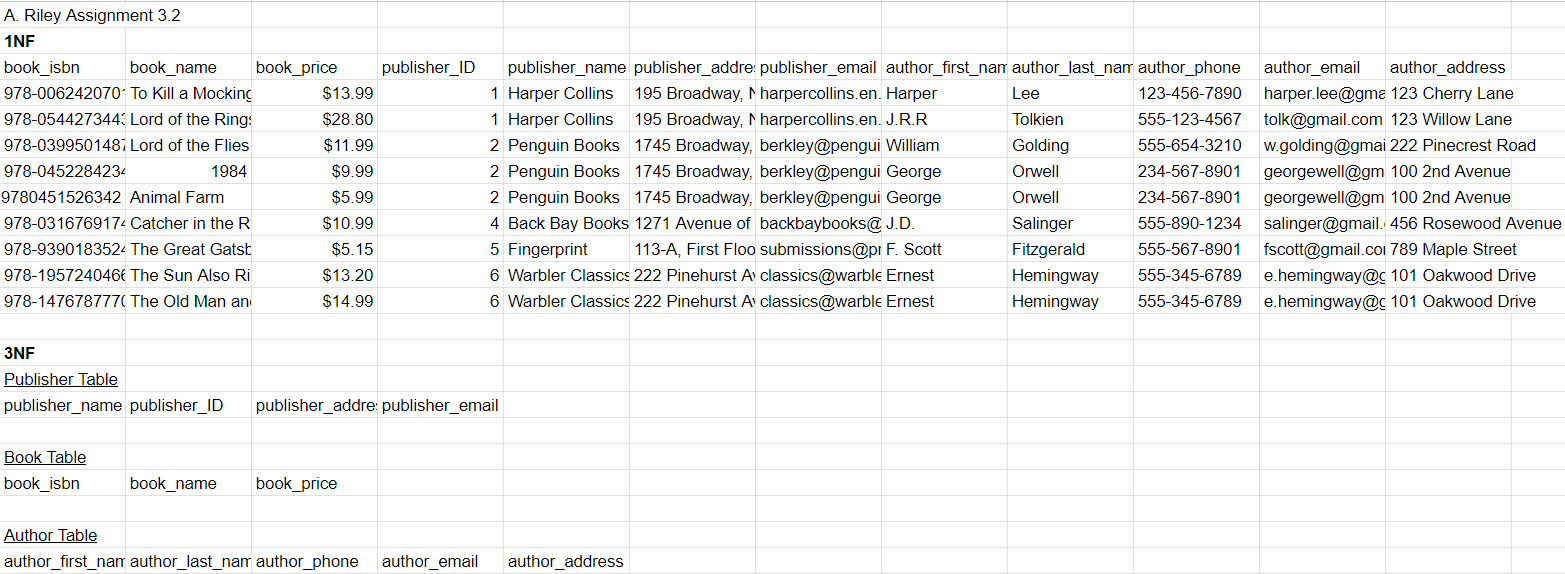 A. Riley Assignment 3.2
1NF
book_isbn book_name book_price publisher_ID publisher_name publisher_addre publisher_email author_first_nam author_last_nam author_phone author_email author_address
978-006242070 To Kill a Mocking $13.99 1 Harper Collins 195 Broadway, N harpercollins.en. Harper Lee 123-456-7890 harper.lee@gma 123 Cherry Lane
978-054427344 Lord of the Rings $28.80 1 Harper Collins 195 Broadway, N harpercollins.en. J.R.R Tolkien 555-123-4567 tolk@gmail.com 123 Willow Lane
978-039950148 Lord of the Flies $11.99 2 Penguin Books 1745 Broadway, berkley@pengui William Golding 555-654-3210 w.golding@gmai 222 Pinecrest Road
978-045228423 1984 $9.99 2 Penguin Books 1745 Broadway, berkley@pengui George Orwell 234-567-8901 georgewell@gm 100 2nd Avenue
9780451526342 Animal Farm $5.99 2 Penguin Books 1745 Broadway, berkley@pengui George Orwell 234-567-8901 georgewell@gm 100 2nd Avenue
978-031676917 Catcher in the R $10.99 4 Back Bay Books 1271 Avenue of backbaybooks@ J.D. Salinger 555-890-1234 salinger@gmail. 456 Rosewood Avenue
978-939018352 The Great Gatsb $5.15 5 Fingerprint 113-A, First Floo submissions@pr F. Scott Fitzgerald 555-567-8901 fscott@gmail.co 789 Maple Street
978-195724046 The Sun Also Ri $13.20 6 Warbler Classics 222 Pinehurst Av classics@warble Ernest Hemingway 555-345-6789 e.hemingway@g 101 Oakwood Drive
978-147678777 The Old Man an $14.99 6 Warbler Classics 222 Pinehurst Av classics@warble Ernest Hemingway 555-345-6789 e.hemingway@g 101 Oakwood Drive
3NF
Publisher Table
publisher_name publisher_ID publisher_addre publisher_email
Book Table
book_isbn book_name book_price
Author Table
author_first_nam author_last_nam author_phone author_email author_address